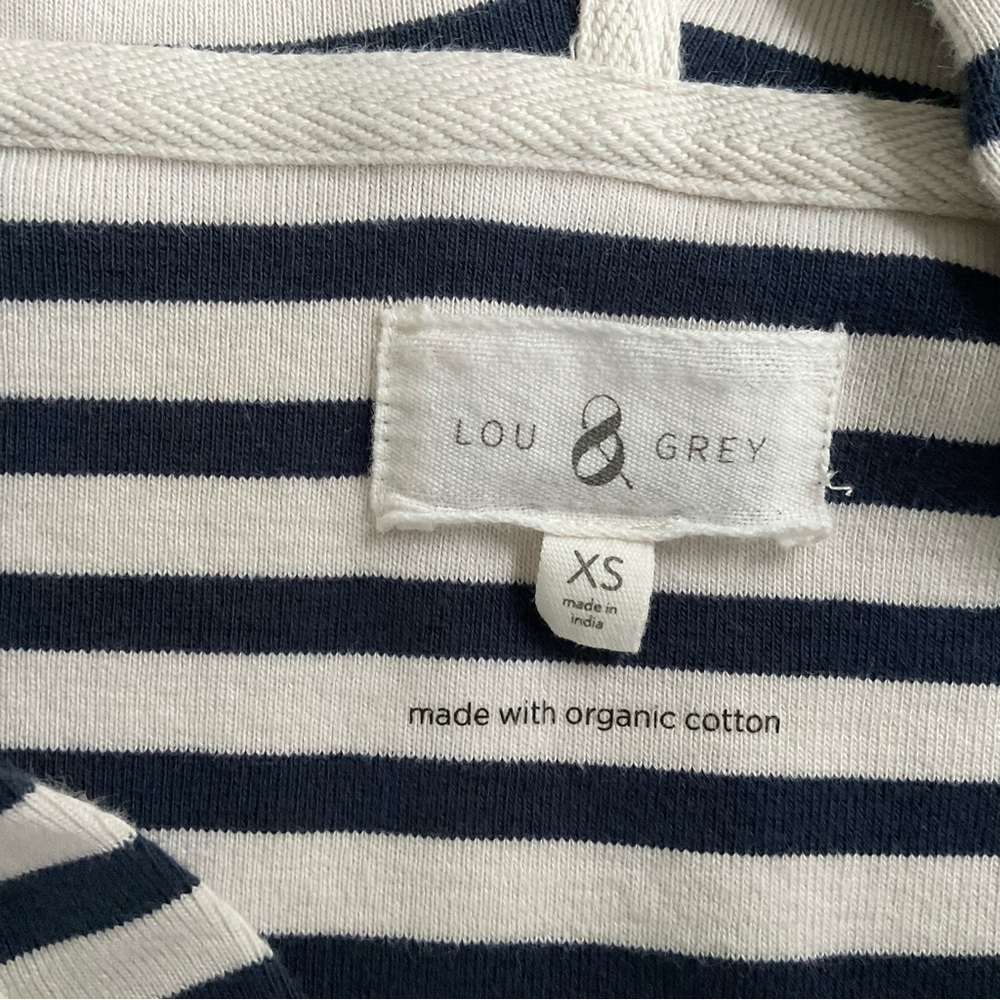 LOU & GREY
XS
made in
india
made with organic cotton